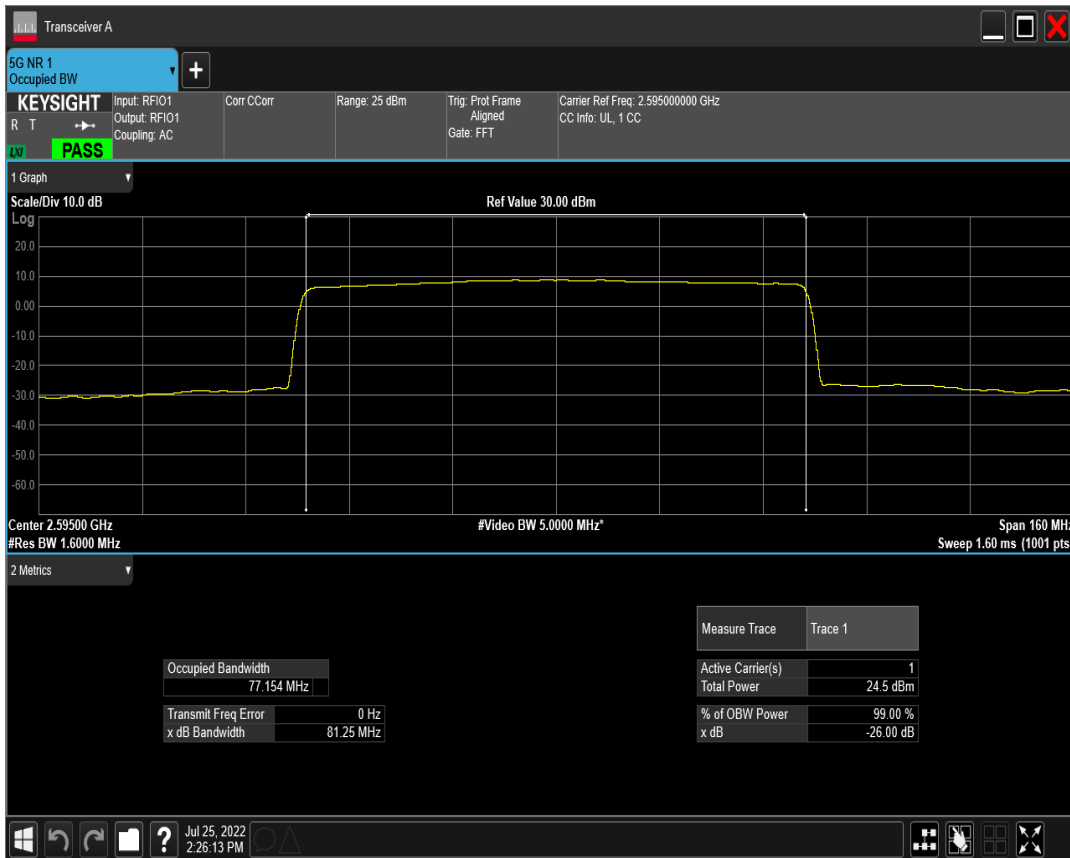 Transceiver A
5G NR 1
Occupied BW
+
KEYSIGHT
R T
LXI
PASS
Input: RFIO1
Output: RFIO1
Coupling: AC
Corr CCorr
Range: 25 dBm
Trig: Prot Frame
Aligned
Gate: FFT
Carrier Ref Freq: 2.595000000 GHz
CC Info: UL, 1 CC
1 Graph
Scale/Div 10.0 dB
Ref Value 30.00 dBm
Log
20.0
10.0
0.00
-10.0
-20.0
-30.0
-40.0
-50.0
-60.0
Center 2.59500 GHz
#Video BW 5.0000 MHz*
Span 160 MHz
#Res BW 1.6000 MHz
Sweep 1.60 ms (1001 pts
2 Metrics
Measure Trace Trace 1
Occupied Bandwidth
77.154 MHz
Active Carrier(s) 1
Total Power 24.5 dBm
Transmit Freq Error 0 Hz
x dB Bandwidth 81.25 MHz
% of OBW Power 99.00 %
x dB -26.00 dB
?
Jul 25, 2022
2:26:13 PM